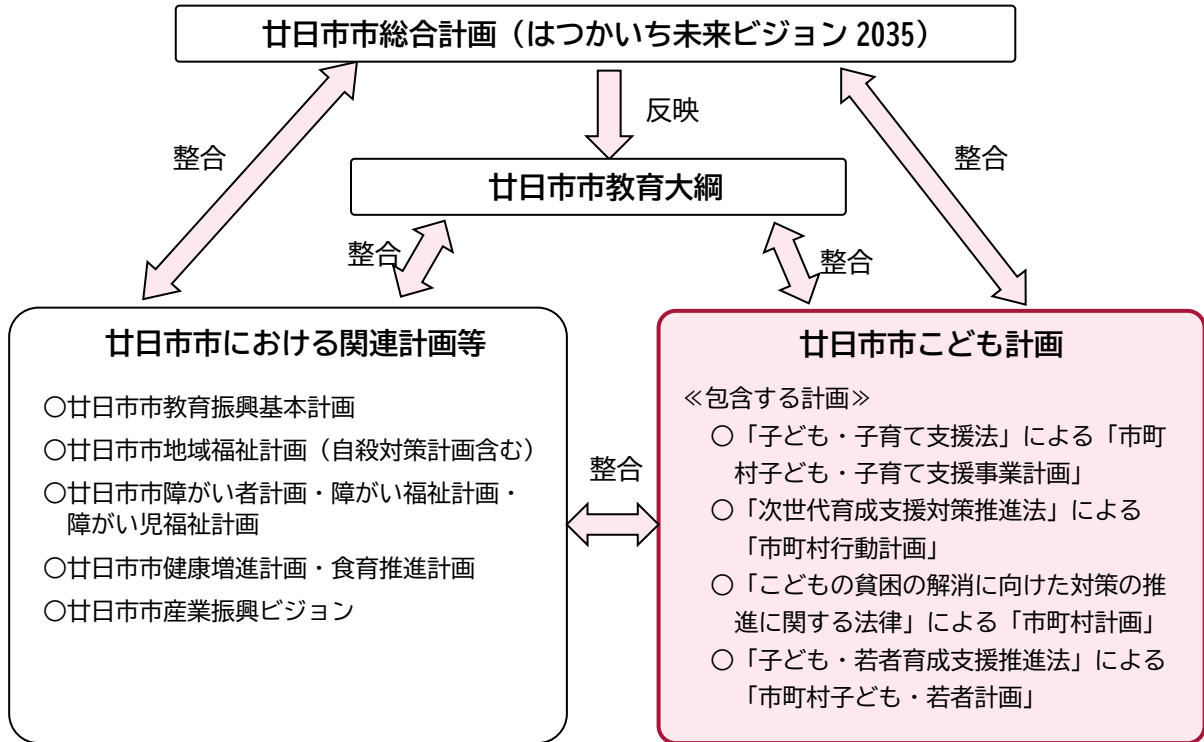 廿日市市総合計画（はつかいち未来ビジョン 2035）
反映
整合
整合
廿日市市教育大綱
整合
整合
廿日市市における関連計画等
〇廿日市市教育振興基本計画
〇廿日市市地域福祉計画（自殺対策計画含む）
〇廿日市市障がい者計画・障がい福祉計画・
障がい児福祉計画
〇廿日市市健康増進計画・食育推進計画
〇廿日市市産業振興ビジョン
整合
廿日市市こども計画
≪包含する計画≫
〇「子ども・子育て支援法」による「市町
村子ども・子育て支援事業計画」
〇「次世代育成支援対策推進法」による
「市町村行動計画」
〇「こどもの貧困の解消に向けた対策の推
進に関する法律」による「市町村計画」
〇「子ども・若者育成支援推進法」による
「市町村子ども・若者計画」